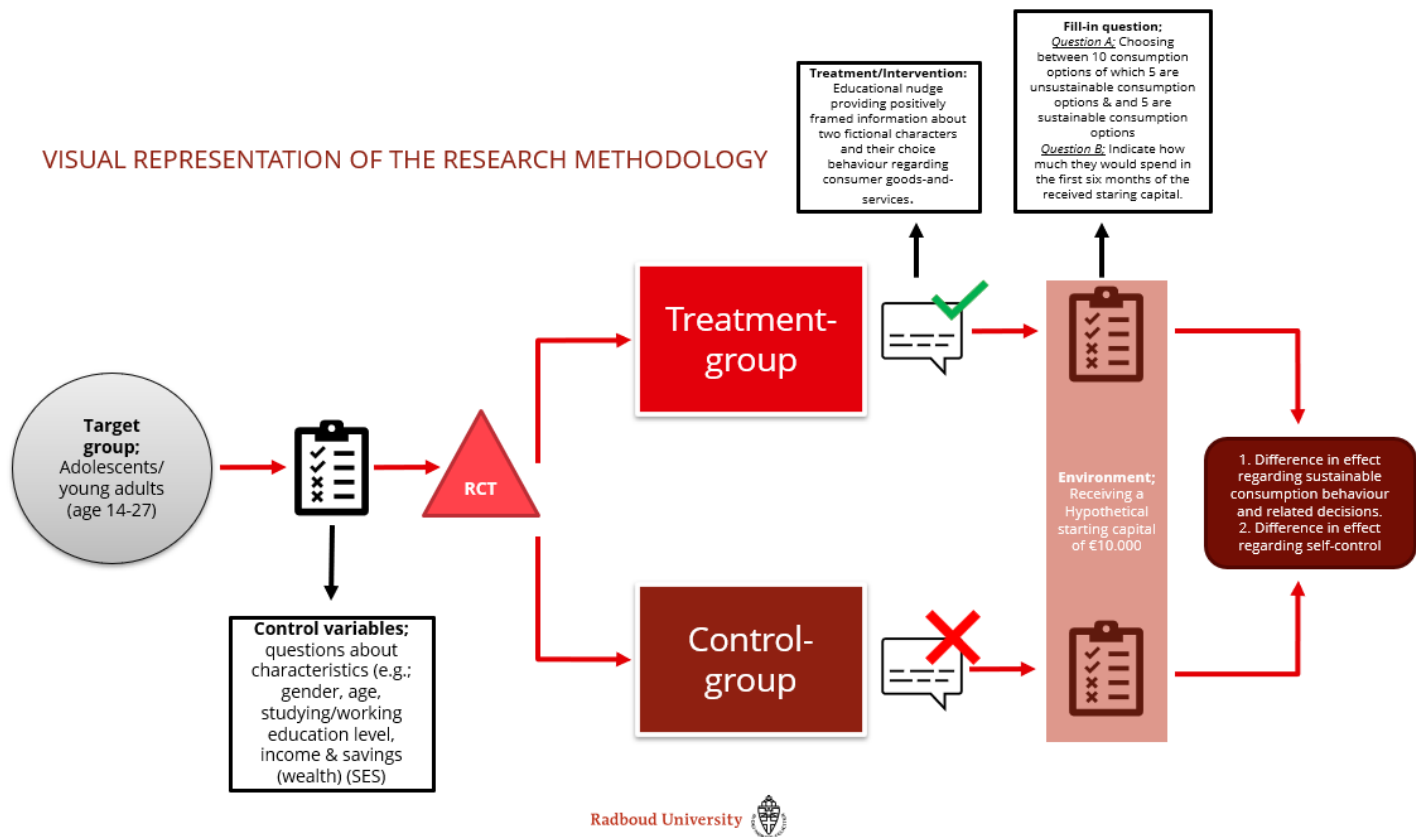 VISUAL REPRESENTATION OF THE RESEARCH METHODOLOGY
Treatment/Intervention:
Educational nudge
providing positively
framed information about
two fictional characters
and their choice
behaviour regarding
consumer goods-and-
services.
Fill-in question;
Question A; Choosing
between 10 consumption
options of which 5 are
unsustainable consumption
options & and 5 are
sustainable consumption
options
Question B; Indicate how
much they would spend in
the first six months of the
received staring capital.
Target
group;
Adolescents/
young adults
(age 14-27)
RCT
Treatment-
group
Control-
group
Environment;
Receiving a
Hypothetical
starting capital
of €10.000
1. Difference in effect
regarding sustainable
consumption behaviour
and related decisions.
2. Difference in effect
regarding self-control
Control variables;
questions about
characteristics (e.g.;
gender, age,
studying/working
education level,
income & savings
(wealth) (SES)
Radboud University